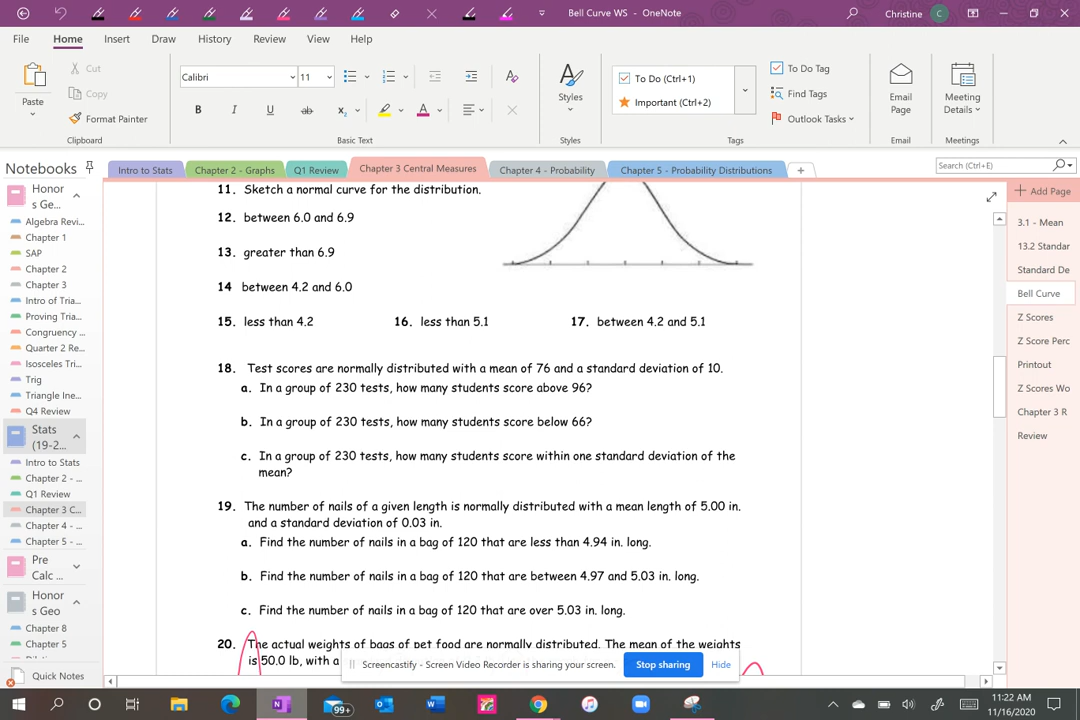 Bell Curve WS - OneNote
Christine
C
File Home Insert Draw History Review View Help
Paste
Cut
Copy
Format Painter
Clipboard
Calibri 11
B I U ab X₂ A
Basic Text
Styles
Styles
To Do (Ctrl+1)
Important (Ctrl+2)
To Do Tag
Find Tags
Outlook Tasks
Tags
Email Page
Email
Meeting Details
Meetings
Notebooks
Intro to Stats
Chapter 2 - Graphs
Q1 Review
Chapter 3 Central Measures
Chapter 4 - Probability
Chapter 5 - Probability Distributions
+
Search (Ctrl+E)
Honor
s Ge...
Algebra Revi...
Chapter 1
SAP
Chapter 2
Chapter 3
Intro of Tria...
Proving Tria...
Congruency ...
Quarter 2 Re...
Isosceles Tri...
Trig
Triangle Ine...
Q4 Review
Stats
(19-2...
Intro to Stats
Chapter 2 - ...
Q1 Review
Chapter 3 C...
Chapter 4 - ...
Chapter 5 - ...
Pre
Calc ...
Honor
s Geo
Chapter 8
Chapter 5
Quick Notes
11. Sketch a normal curve for the distribution.
12. between 6.0 and 6.9
13. greater than 6.9
14 between 4.2 and 6.0
15. less than 4.2 16. less than 5.1 17. between 4.2 and 5.1
18. Test scores are normally distributed with a mean of 76 and a standard deviation of 10.
a. In a group of 230 tests, how many students score above 96?
b. In a group of 230 tests, how many students score below 66?
c. In a group of 230 tests, how many students score within one standard deviation of the
mean?
19. The number of nails of a given length is normally distributed with a mean length of 5.00 in.
and a standard deviation of 0.03 in.
a. Find the number of nails in a bag of 120 that are less than 4.94 in. long.
b. Find the number of nails in a bag of 120 that are between 4.97 and 5.03 in. long.
c. Find the number of nails in a bag of 120 that are over 5.03 in. long.
20. The actual weights of bags of pet food are normally distributed. The mean of the weights
is 50.0 lb, with a
Screencastify - Screen Video Recorder is sharing your screen.
Stop sharing
Hide
Add Page
3.1 - Mean
13.2 Standar
Standard De
Bell Curve
Z Scores
Z Score Perc
Printout
Z Scores Wo
Chapter 3 R
Review
99+
11:22 AM
11/16/2020